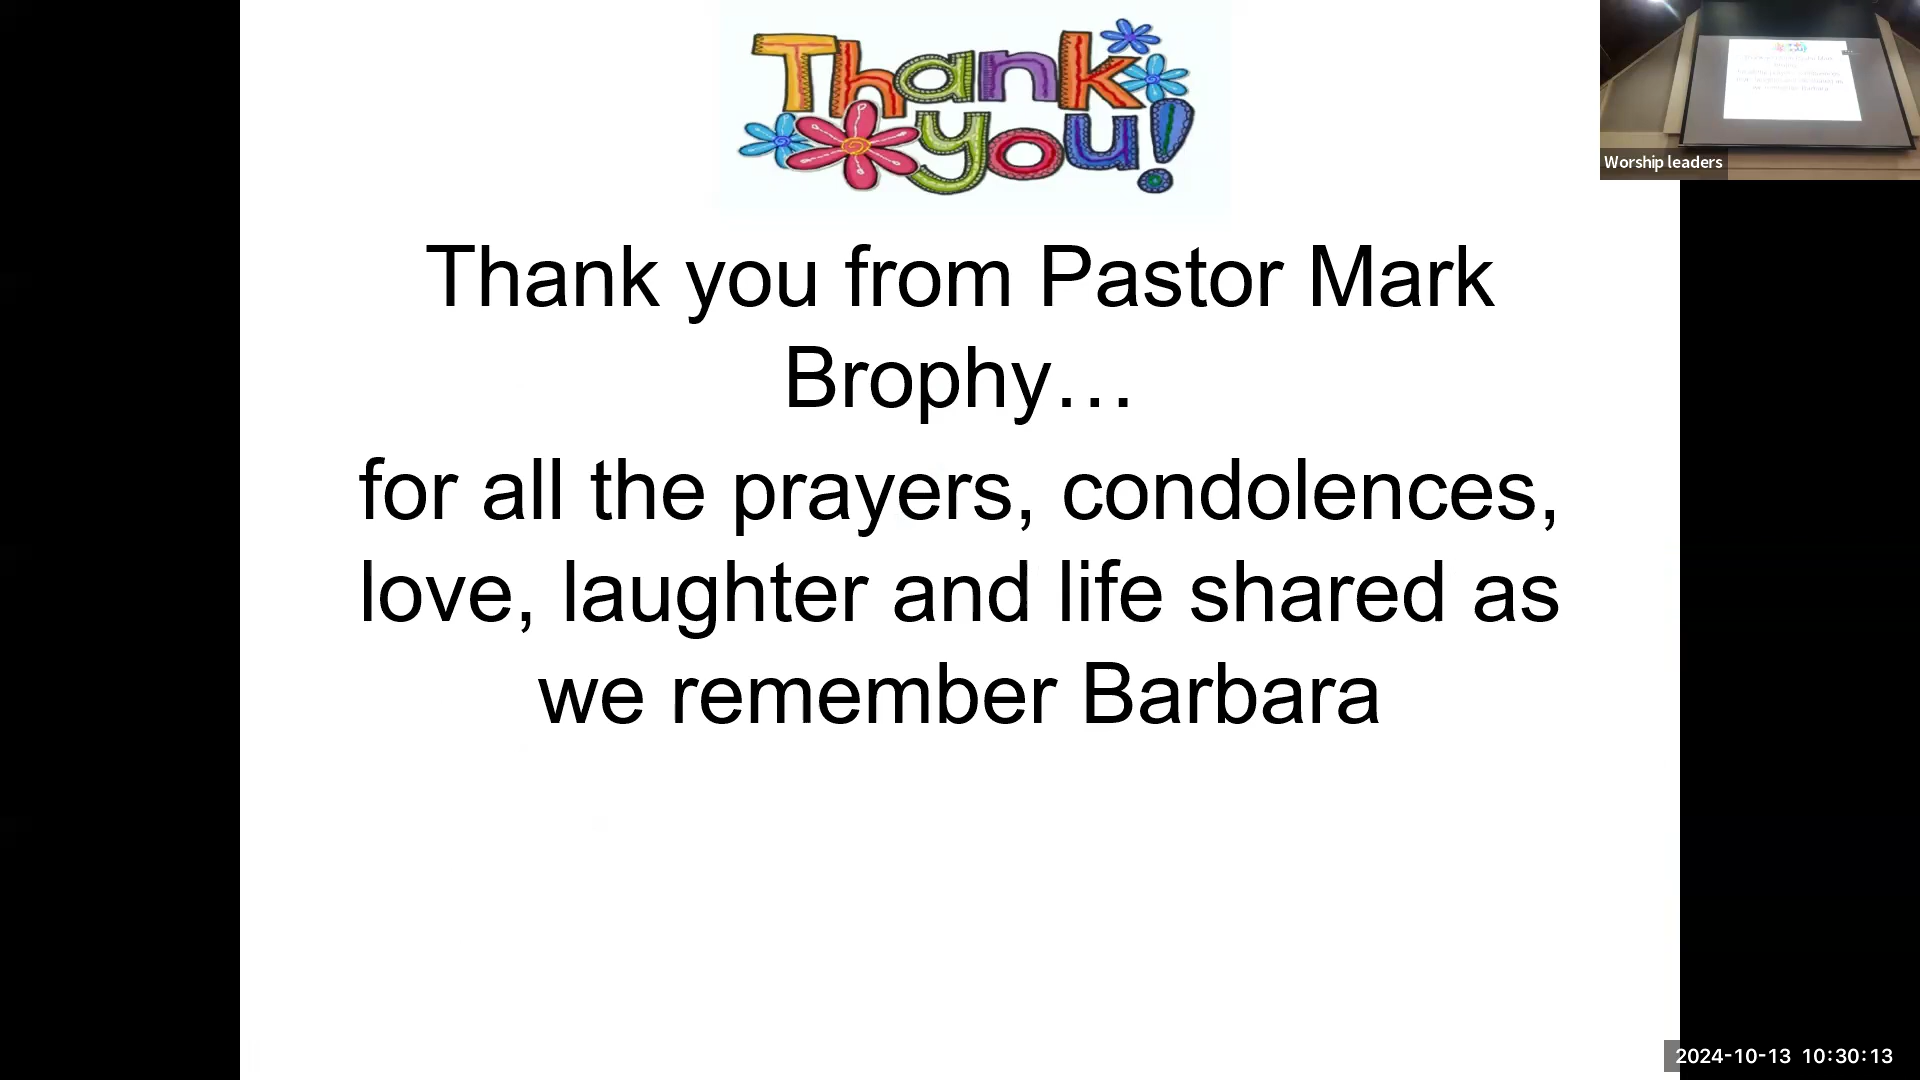 Thank
you!
Thank you from Pastor Mark
Brophy…
for all the prayers, condolences,
love, laughter and life shared as
we remember Barbara
Worship leaders
2024-10-13 10:30:13